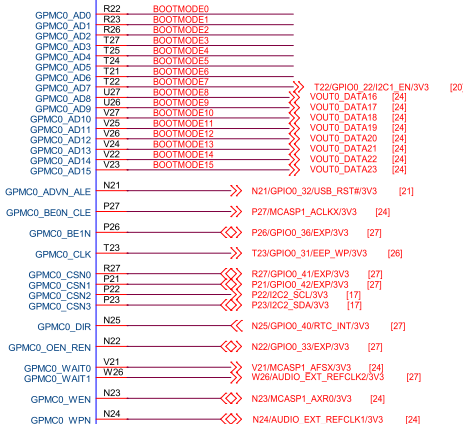 GPMC0_AD0 R22 BOOTMODE0
GPMC0_AD1 R23 BOOTMODE1
GPMC0_AD2 R26 BOOTMODE2
GPMC0_AD3 T27 BOOTMODE3
GPMC0_AD4 T25 BOOTMODE4
GPMC0_AD5 T24 BOOTMODE5
GPMC0_AD6 T21 BOOTMODE6
GPMC0_AD7 T22 BOOTMODE7 T22/GPIO0_22/I2C1_EN/3V3 [20]
GPMC0_AD8 U27 BOOTMODE8 VOUT0_DATA16 [24]
GPMC0_AD9 U26 BOOTMODE9 VOUT0_DATA17 [24]
GPMC0_AD10 V27 BOOTMODE10 VOUT0_DATA18 [24]
GPMC0_AD11 V25 BOOTMODE11 VOUT0_DATA19 [24]
GPMC0_AD12 V26 BOOTMODE12 VOUT0_DATA20 [24]
GPMC0_AD13 V24 BOOTMODE13 VOUT0_DATA21 [24]
GPMC0_AD14 V22 BOOTMODE14 VOUT0_DATA22 [24]
GPMC0_AD15 V23 BOOTMODE15 VOUT0_DATA23 [24]
GPMC0_ADVN_ALE N21 N21/GPIO0_32/USB_RST#/3V3 [21]
GPMC0_BE0N_CLE P27 P27/MCASP1_ACLKX/3V3 [24]
GPMC0_BE1N P26 P26/GPIO0_36/EXP/3V3 [27]
GPMC0_CLK T23 T23/GPIO0_31/EEP_WP/3V3 [26]
GPMC0_CSN0 R27 R27/GPIO0_41/EXP/3V3 [27]
GPMC0_CSN1 P21 P21/GPIO0_42/EXP/3V3 [27]
GPMC0_CSN2 P22 P22/I2C2_SCL/3V3 [17]
GPMC0_CSN3 P23 P23/I2C2_SDA/3V3 [17]
GPMC0_DIR N25 N25/GPIO0_40/RTC_INT/3V3 [27]
GPMC0_OEN_REN N22 N22/GPIO0_33/EXP/3V3 [27]
GPMC0_WAIT0 V21 V21/MCASP1_AFSX/3V3 [24]
GPMC0_WAIT1 W26 W26/AUDIO_EXT_REFCLK2/3V3 [27]
GPMC0_WEN N23 N23/MCASP1_AXR0/3V3 [24]
GPMC0_WPN N24 N24/AUDIO_EXT_REFCLK1/3V3 [24]